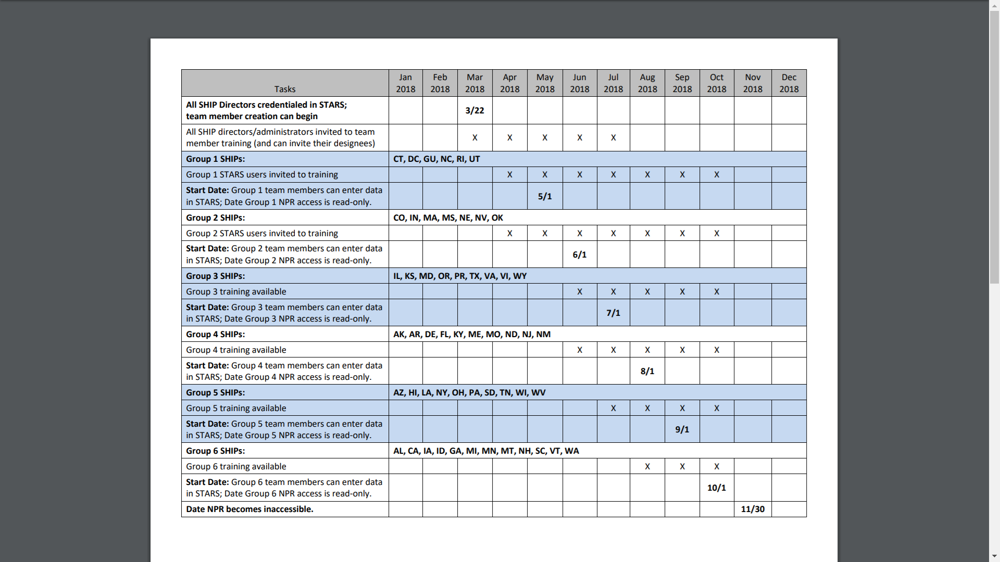 Tasks Jan 2018 Feb 2018 Mar 2018 Apr 2018 May 2018 Jun 2018 Jul 2018 Aug 2018 Sep 2018 Oct 2018 Nov 2018 Dec 2018
All SHIP Directors credentialed in STARS;
team member creation can begin 3/22
All SHIP directors/administrators invited to team
member training (and can invite their designees) X X X X X
Group 1 SHIPs: CT, DC, GU, NC, RI, UT
Group 1 STARS users invited to training X X X X X X X
Start Date: Group 1 team members can enter data
in STARS; Date Group 1 NPR access is read-only. 5/1
Group 2 SHIPs: CO, IN, MA, MS, NE, NV, OK
Group 2 STARS users invited to training X X X X X X X
Start Date: Group 2 team members can enter data
in STARS; Date Group 2 NPR access is read-only. 6/1
Group 3 SHIPs: IL, KS, MD, OR, PR, TX, VA, VI, WY
Group 3 training available X X X X X
Start Date: Group 3 team members can enter data
in STARS; Date Group 3 NPR access is read-only. 7/1
Group 4 SHIPs: AK, AR, DE, FL, KY, ME, MO, ND, NJ, NM
Group 4 training available X X X X X
Start Date: Group 4 team members can enter data
in STARS; Date Group 4 NPR access is read-only. 8/1
Group 5 SHIPs: AZ, HI, LA, NY, OH, PA, SD, TN, WI, WV
Group 5 training available X X X X
Start Date: Group 5 team members can enter data
in STARS; Date Group 5 NPR access is read-only. 9/1
Group 6 SHIPs: AL, CA, IA, ID, GA, MI, MN, MT, NH, SC, VT, WA
Group 6 training available X X X
Start Date: Group 6 team members can enter data
in STARS; Date Group 6 NPR access is read-only. 10/1
Date NPR becomes inaccessible. 11/30